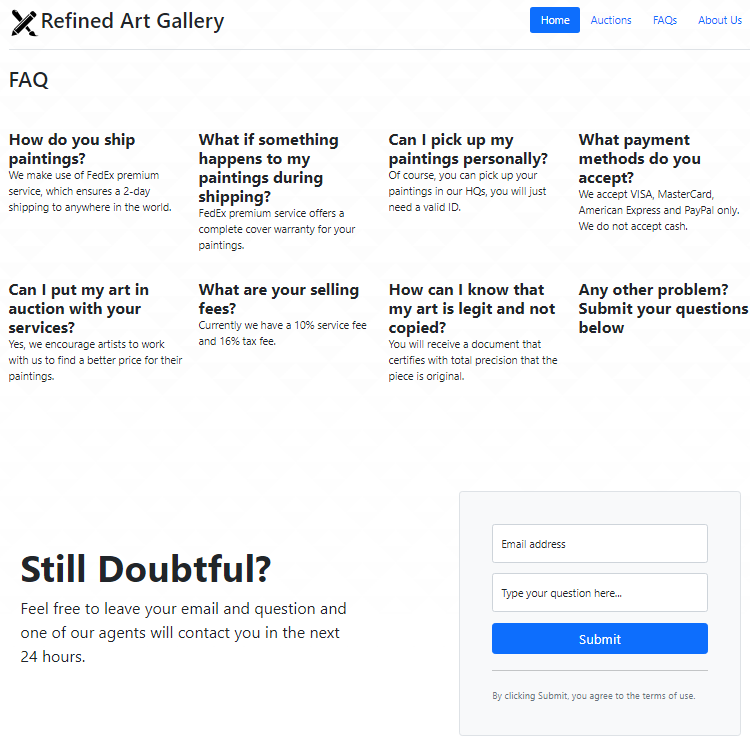 Refined Art Gallery
Home
Auctions
FAQs
About Us
FAQ
How do you ship
paintings?
We make use of FedEx premium
service, which ensures a 2-day
shipping to anywhere in the world.
What if something
happens to my
paintings during
shipping?
FedEx premium service offers a
complete cover warranty for your
paintings.
Can I pick up my
paintings personally?
Of course, you can pick up your
paintings in our HQs, you will just
need a valid ID.
What payment
methods do you
accept?
We accept VISA, MasterCard,
American Express and PayPal only.
We do not accept cash.
Can I put my art in
auction with your
services?
Yes, we encourage artists to work
with us to find a better price for their
paintings.
What are your selling
fees?
Currently we have a 10% service fee
and 16% tax fee.
How can I know that
my art is legit and not
copied?
You will receive a document that
certifies with total precision that the
piece is original.
Any other problem?
Submit your questions
below
Still Doubtful?
Feel free to leave your email and question and
one of our agents will contact you in the next
24 hours.
Email address
Type your question here...
Submit
By clicking Submit, you agree to the terms of use.